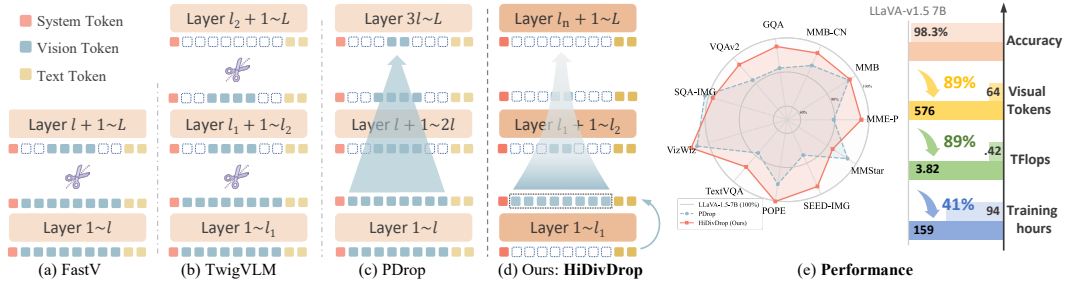 System Token
Vision Token
Text Token
Layer l + 1~L
Layer 1~l
(a) FastV
Layer l₂ + 1~L
Layer l₁ + 1~l₂
Layer 1~l₁
(b) TwigVLM
Layer 3l~L
Layer l + 1~2l
Layer 1~l
(c) PDrop
Layer lₙ + 1~L
Layer l₁ + 1~l₂
Layer 1~l₁
(d) Ours: HiDivDrop
GQA
MMB-CN
MMB
MME-P
MMStar
SEED-IMG
POPE
TextVQA
VizWiz
SQA-IMG
VQAv2
100%
LLaVA-1.5-7B (100%)
PDrop
HiDivDrop (Ours)
LLaVA-v1.5 7B
98.3%
Accuracy
89%
64
576
Visual
Tokens
89%
.42
3.82
TFlops
41%
94
159
Training
hours
(e) Performance